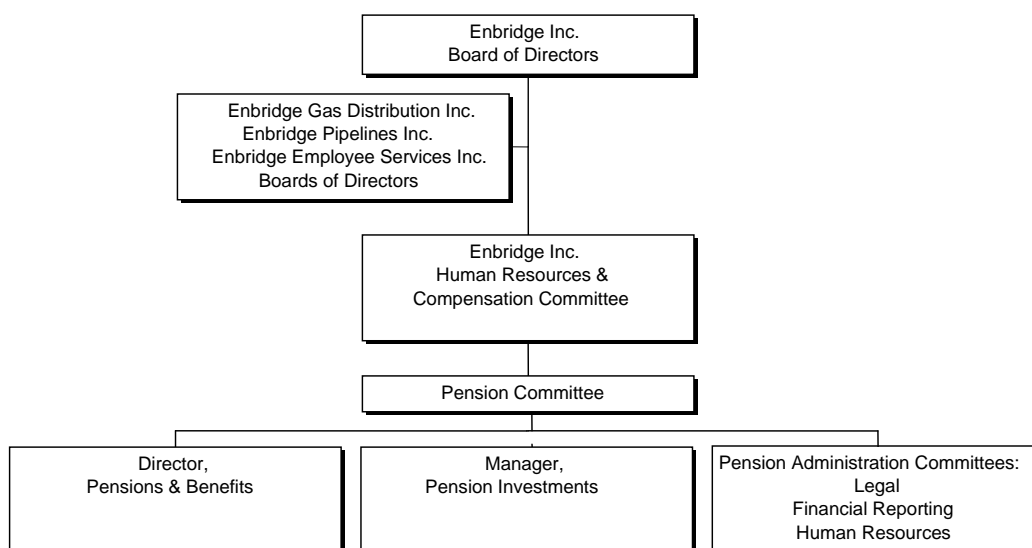 Enbridge Inc.
Board of Directors
Enbridge Gas Distribution Inc.
Enbridge Pipelines Inc.
Enbridge Employee Services Inc.
Boards of Directors
Enbridge Inc.
Human Resources &
Compensation Committee
Pension Committee
Director,
Pensions & Benefits
Manager,
Pension Investments
Pension Administration Committees:
Legal
Financial Reporting
Human Resources